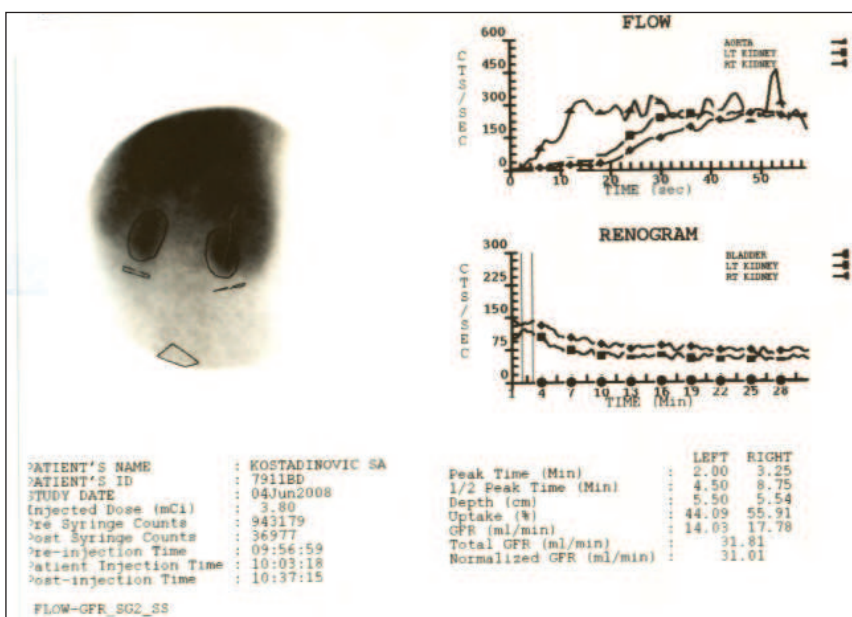 FLOW
600
450
300
150
0
CTS/SEC
AORTA
LT KIDNEY
RT KIDNEY
0 10 20 30 40 50
TIME (sec)
RENOGRAM
300
225
150
75
0
CTS/SEC
BLADDER
LT KIDNEY
RT KIDNEY
1 4 7 10 13 16 19 22 25 28
TIME (Min)
PATIENT'S NAME : KOSTADINOVIC SA
PATIENT'S ID : 7911BD
STUDY DATE : 04Jun2008
Injected Dose (mCi) : 3.80
Pre Syringe Counts : 943179
Post Syringe Counts : 36977
Pre-injection Time : 09:56:59
Patient Injection Time : 10:03:18
Post-injection Time : 10:37:15
FLOW-GFR_SG2_SS
LEFT RIGHT
Peak Time (Min) : 2.00 3.25
1/2 Peak Time (Min) : 4.50 8.75
Depth (cm) : 5.50 5.54
Uptake (%) : 44.09 55.91
GFR (ml/min) : 14.03 17.78
Total GFR (ml/min) : 31.81
Normalized GFR (ml/min) : 31.01